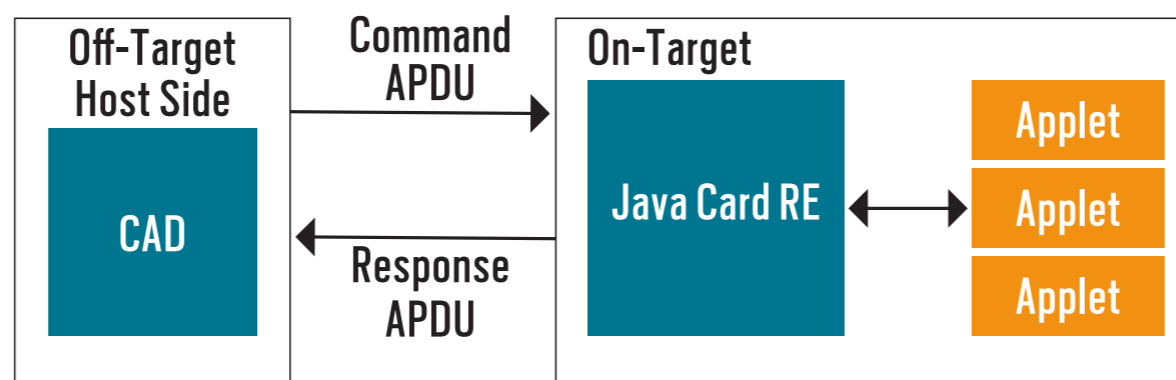 Off-Target
Host Side
CAD
Command
APDU
Response
APDU
On-Target
Java Card RE
Applet
Applet
Applet